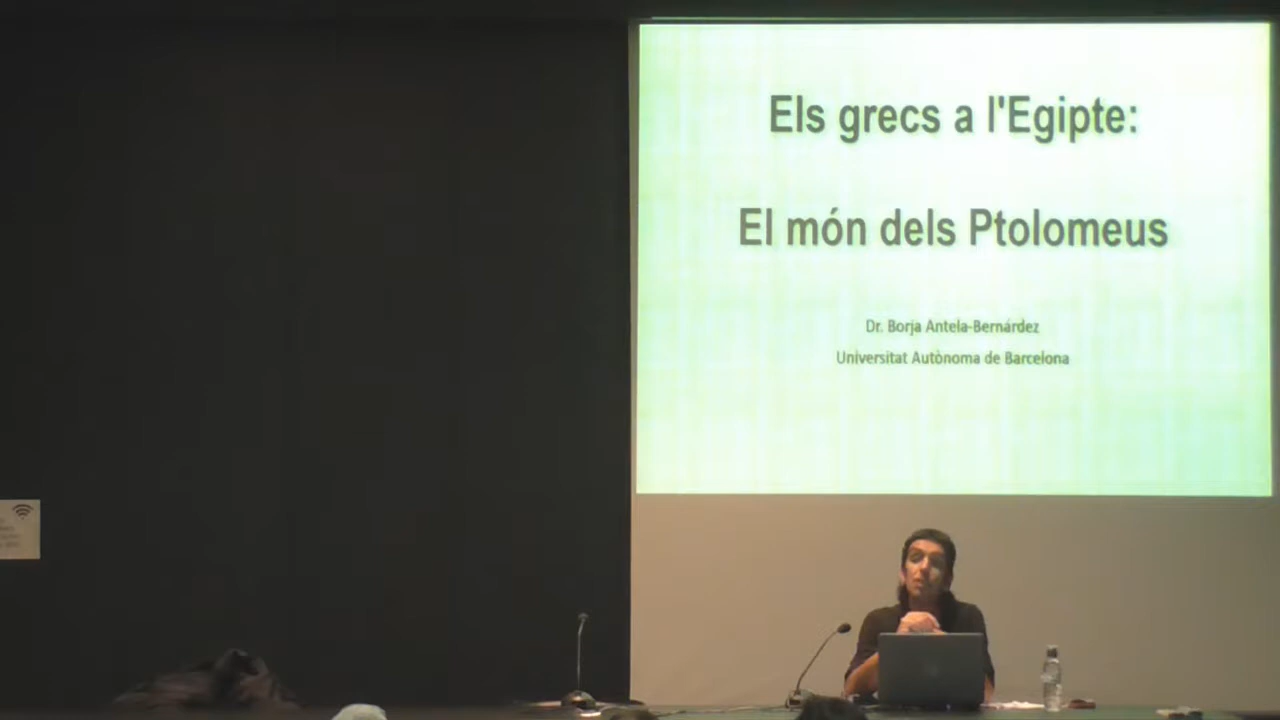 Els grecs a l'Egipte:
El món dels Ptolomeus
Dr. Borja Antela-Bernárdez
Universitat Autònoma de Barcelona